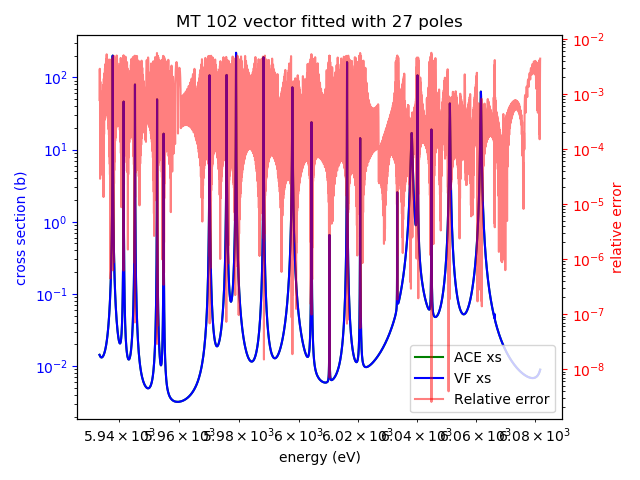 MT 102 vector fitted with 27 poles
10²
10¹
10⁰
10⁻¹
10⁻²
cross section (b)
10⁻²
10⁻³
10⁻⁴
10⁻⁵
10⁻⁶
10⁻⁷
10⁻⁸
relative error
ACE xs
VF xs
Relative error
5.94 × 10³ 5.96 × 10³ 5.98 × 10³ 6 × 10³ 6.02 × 10³ 6.04 × 10³ 6.06 × 10³ 6.08 × 10³
energy (eV)